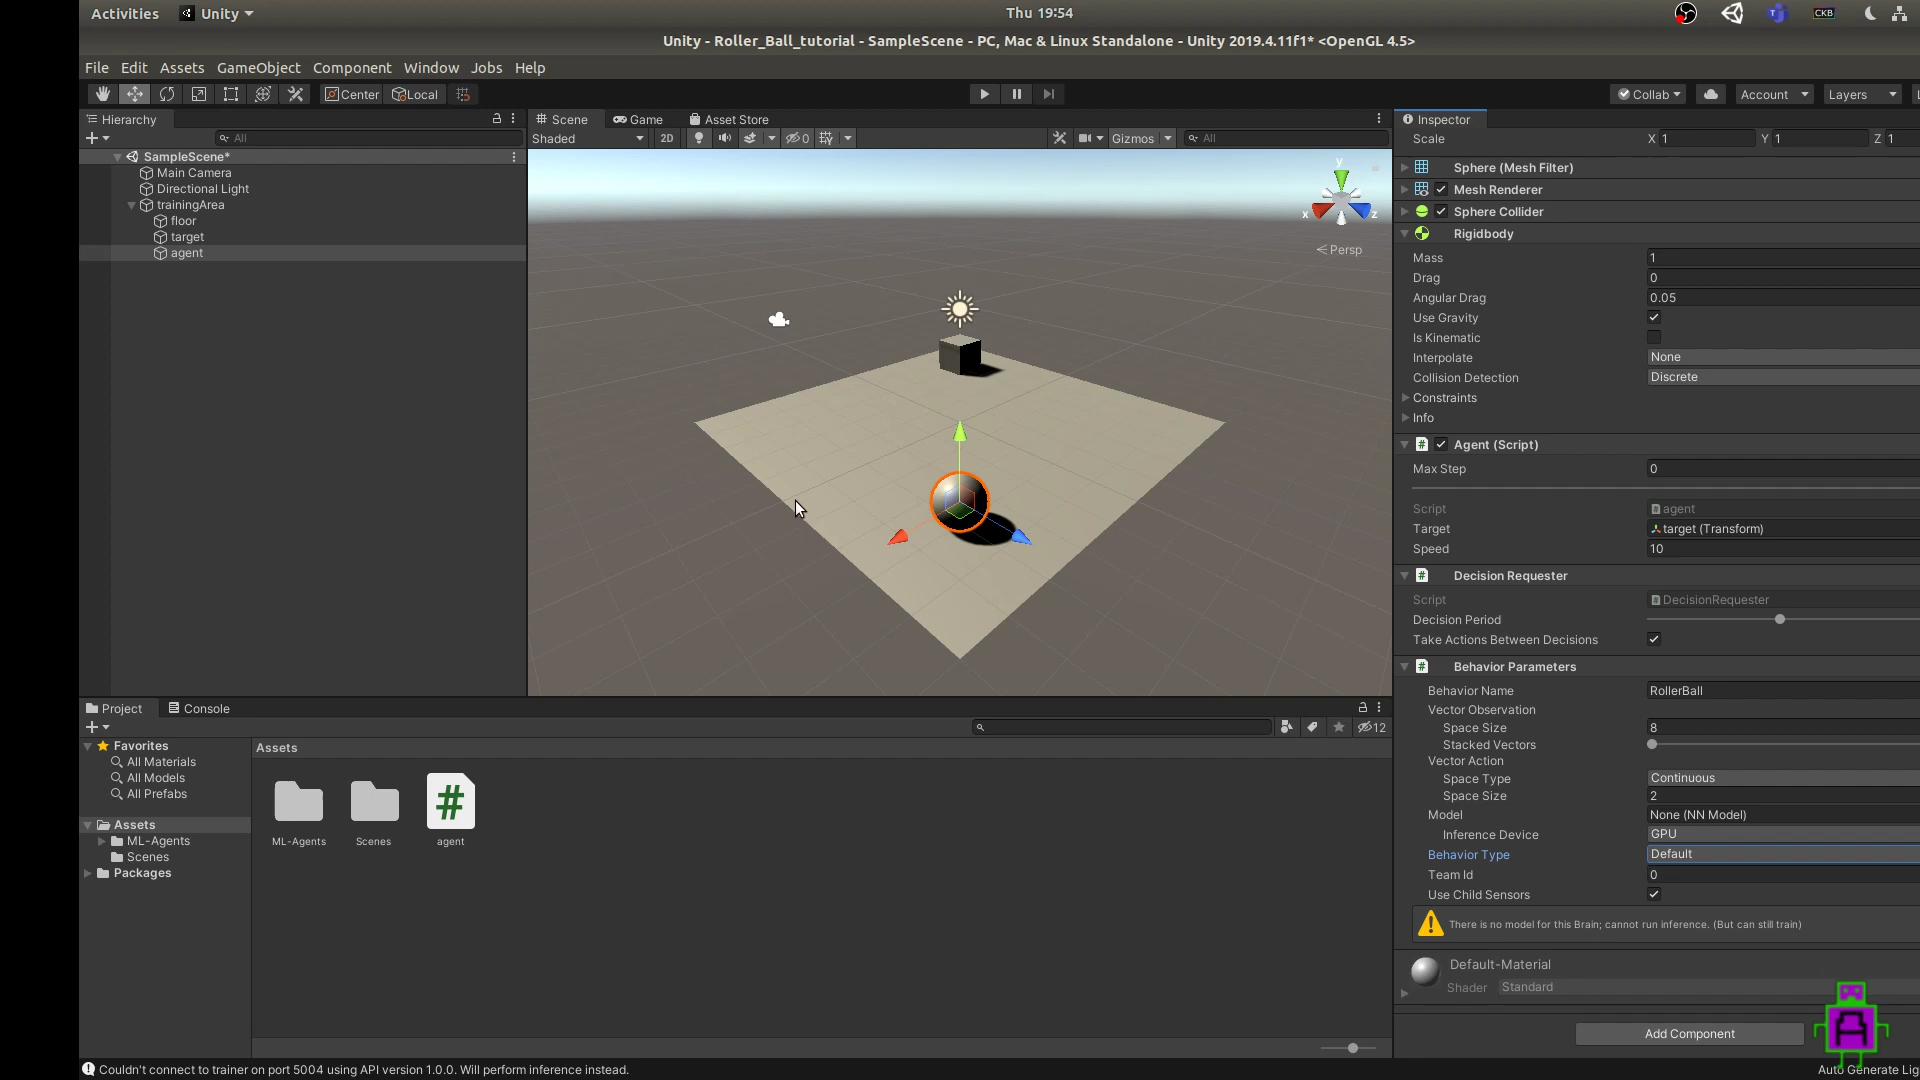 Activities Unity Thu 19:54 CKB
Unity - Roller_Ball_tutorial - SampleScene - PC, Mac & Linux Standalone - Unity 2019.4.11f1* <OpenGL 4.5>
File Edit Assets GameObject Component Window Jobs Help
Center Local Collab Account Layers
Hierarchy
All
SampleScene*
Main Camera
Directional Light
trainingArea
floor
target
agent
Scene Game Asset Store
Shaded 2D 0 Gizmos All
y
x z
Persp
Inspector
Scale X 1 Y 1 Z 1
Sphere (Mesh Filter)
Mesh Renderer
Sphere Collider
Rigidbody
Mass 1
Drag 0
Angular Drag 0.05
Use Gravity
Is Kinematic
Interpolate None
Collision Detection Discrete
Constraints
Info
# Agent (Script)
Max Step 0
Script agent
Target target (Transform)
Speed 10
# Decision Requester
Script DecisionRequester
Decision Period
Take Actions Between Decisions
# Behavior Parameters
Behavior Name RollerBall
Vector Observation
Space Size 8
Stacked Vectors
Vector Action
Space Type Continuous
Space Size 2
Model None (NN Model)
Inference Device GPU
Behavior Type Default
Team Id 0
Use Child Sensors
There is no model for this Brain; cannot run inference. (But can still train)
Default-Material
Shader Standard
Add Component
Project Console
12
Favorites
All Materials
All Models
All Prefabs
Assets
ML-Agents
Scenes
Packages
Assets
#
ML-Agents Scenes agent
Couldn't connect to trainer on port 5004 using API version 1.0.0. Will perform inference instead.
Auto Generate Lig